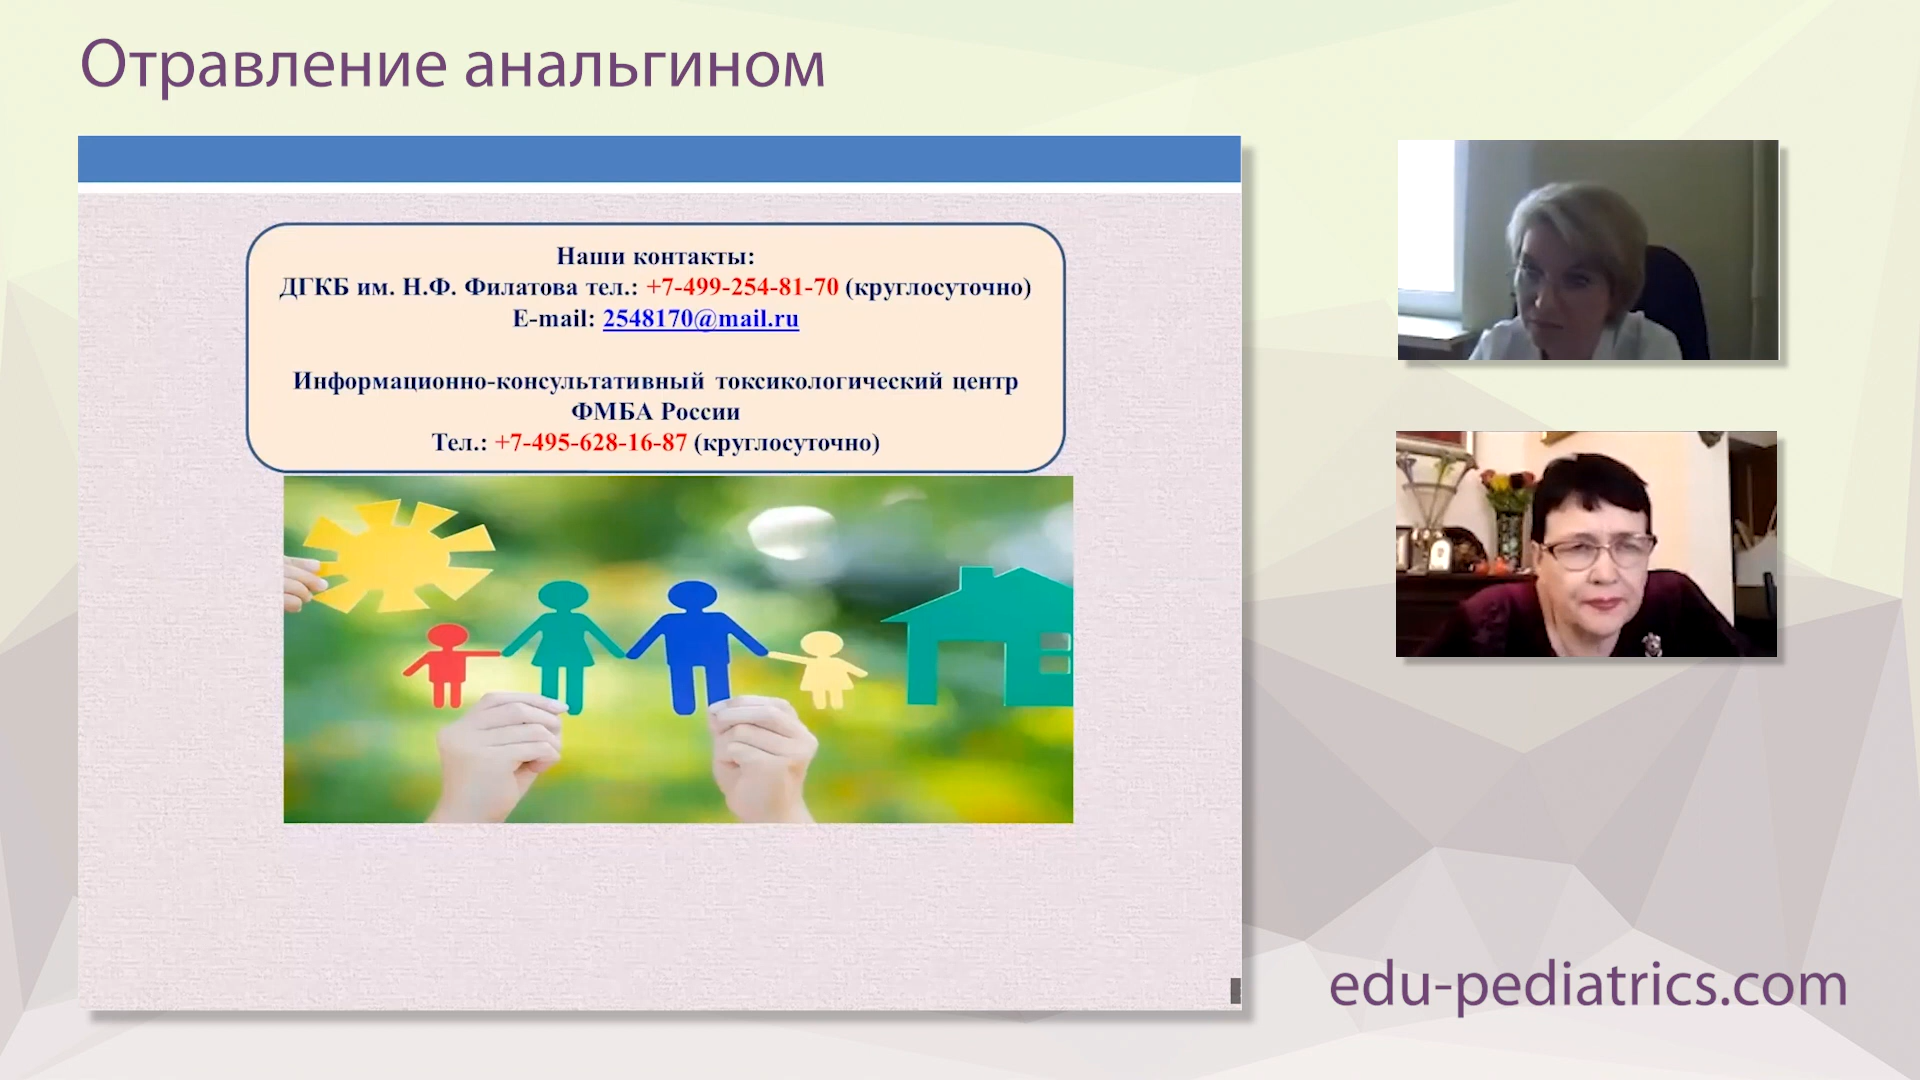 Отравление анальгином
Наши контакты:
ДГКБ им. Н.Ф. Филатова тел.: +7-499-254-81-70 (круглосуточно)
E-mail: 2548170@mail.ru
Информационно-консультативный токсикологический центр
ФМБА России
Тел.: +7-495-628-16-87 (круглосуточно)
edu-pediatrics.com